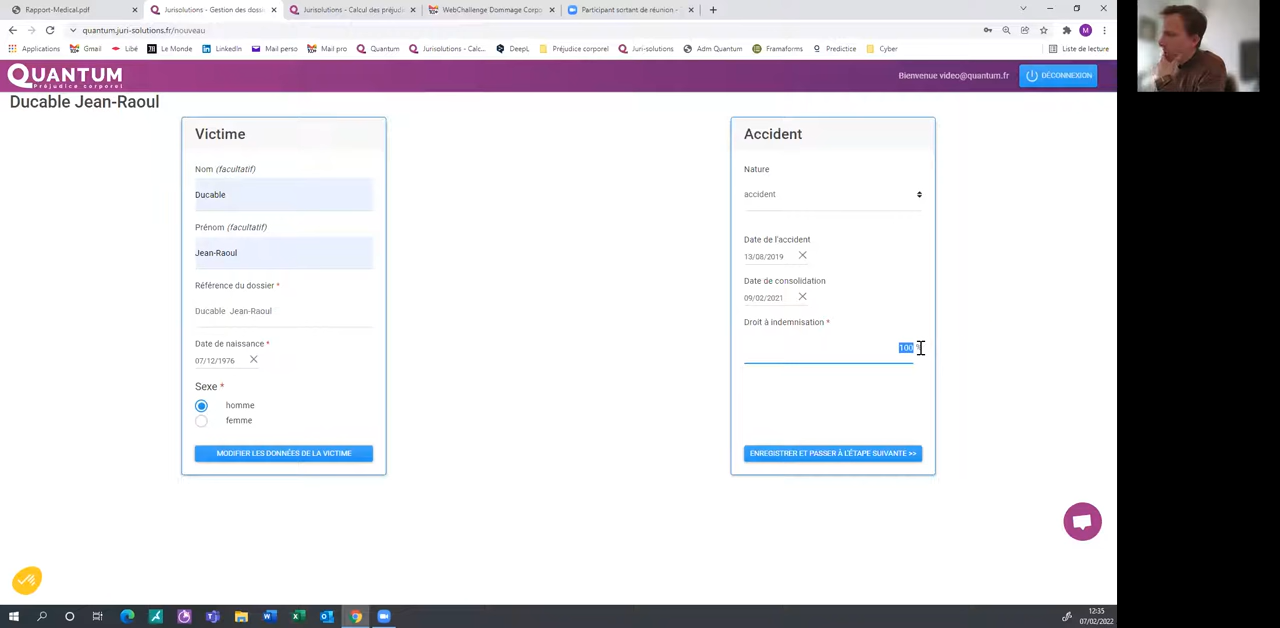 Rapport-Medical.pdf
Jurisolutions - Gestion des dossie
Jurisolutions - Calcul des préjudic
WebChallenge Dommage Corpo
Participant sortant de réunion -
quantum.juri-solutions.fr/nouveau
Applications
Gmail
Libé
Le Monde
LinkedIn
Mail perso
Mail pro
Quantum
Jurisolutions - Calc...
DeepL
Préjudice corporel
Juri-solutions
Adm Quantum
Framaforms
Predictice
Cyber
Liste de lecture
QUANTUM
Préjudice corporel
Bienvenue video@quantum.fr
DÉCONNEXION
Ducable Jean-Raoul
Victime
Nom (facultatif)
Ducable
Prénom (facultatif)
Jean-Raoul
Référence du dossier *
Ducable Jean-Raoul
Date de naissance *
07/12/1976
Sexe *
homme
femme
MODIFIER LES DONNÉES DE LA VICTIME
Accident
Nature
accident
Date de l'accident
13/08/2019
Date de consolidation
09/02/2021
Droit à indemnisation *
100
ENREGISTRER ET PASSER À L'ÉTAPE SUIVANTE >>
12:35
07/02/2022